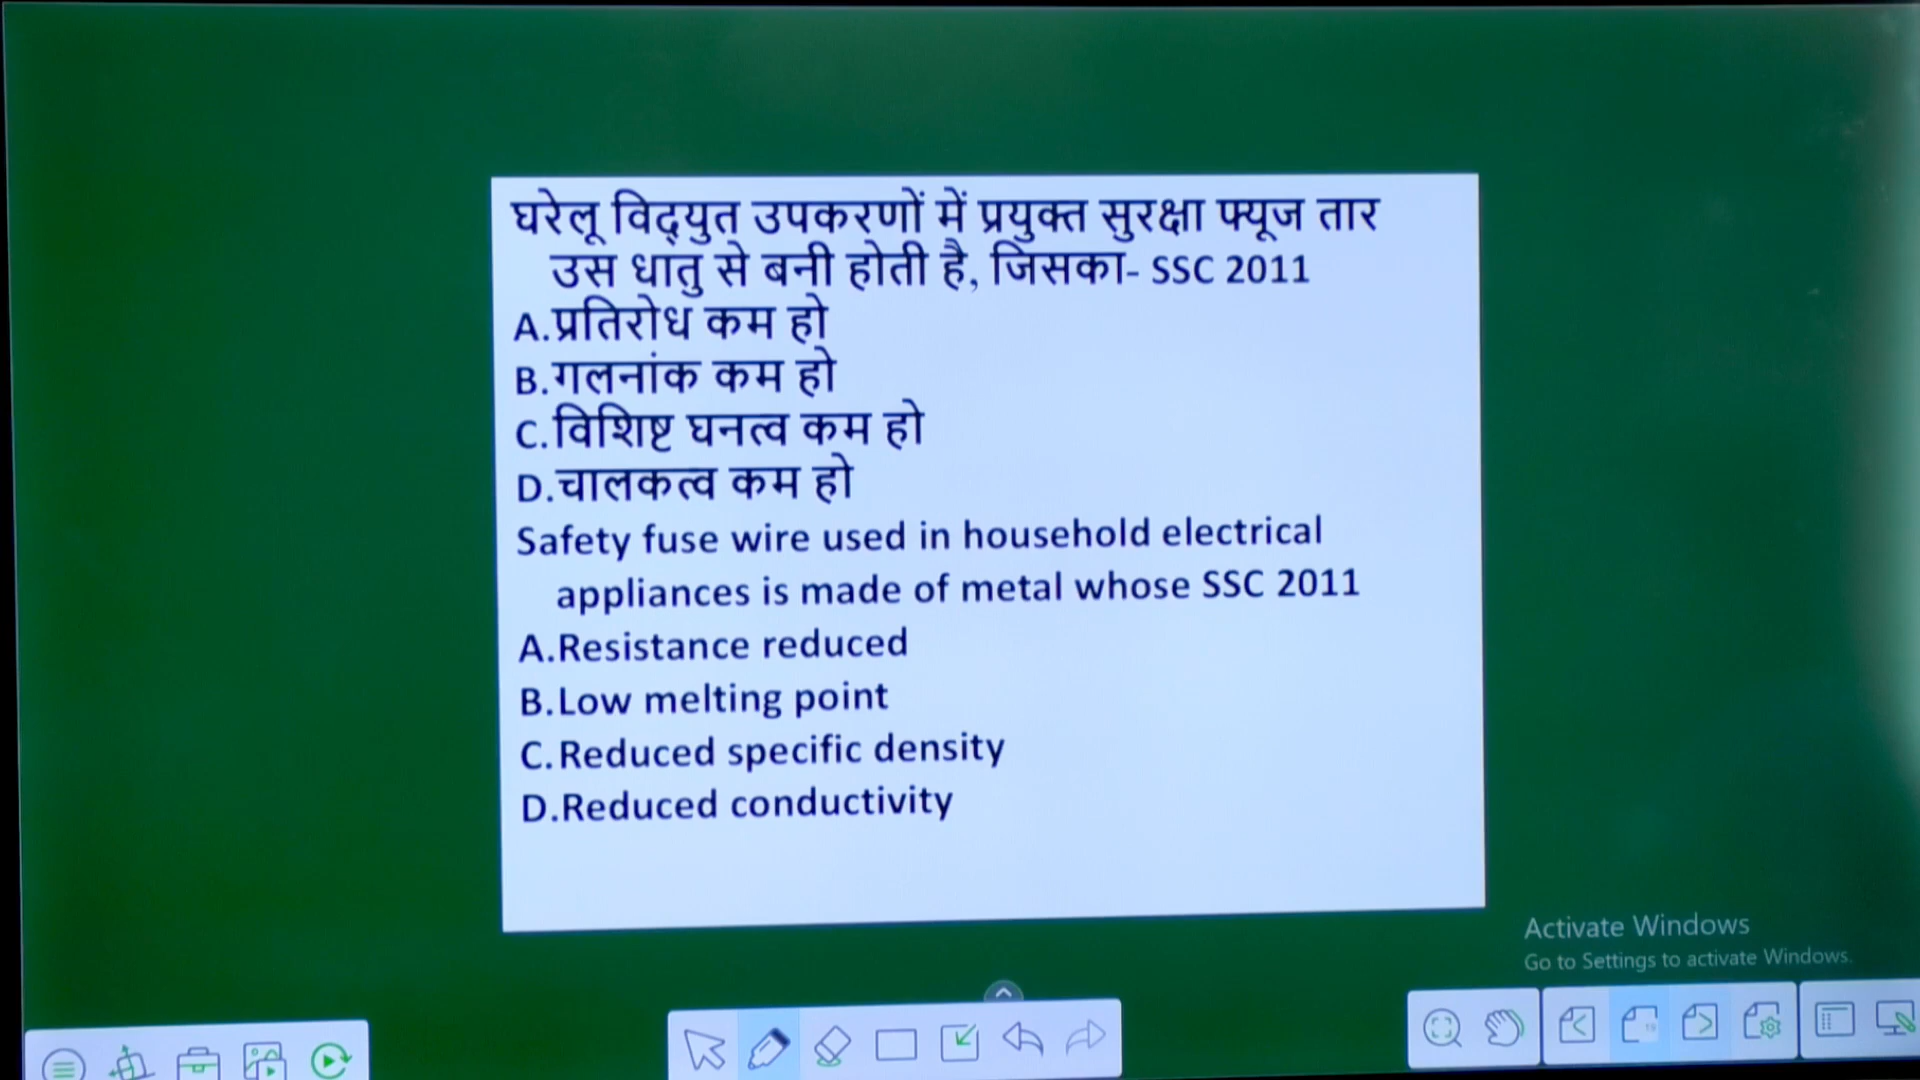 घरेलू विद्युत उपकरणों में प्रयुक्त सुरक्षा फ्यूज तार
उस धातु से बनी होती है, जिसका- SSC 2011
A.प्रतिरोध कम हो
B.गलनांक कम हो
C.विशिष्ट घनत्व कम हो
D.चालकत्व कम हो
Safety fuse wire used in household electrical
appliances is made of metal whose SSC 2011
A.Resistance reduced
B.Low melting point
C.Reduced specific density
D.Reduced conductivity
Activate Windows
Go to Settings to activate Windows.